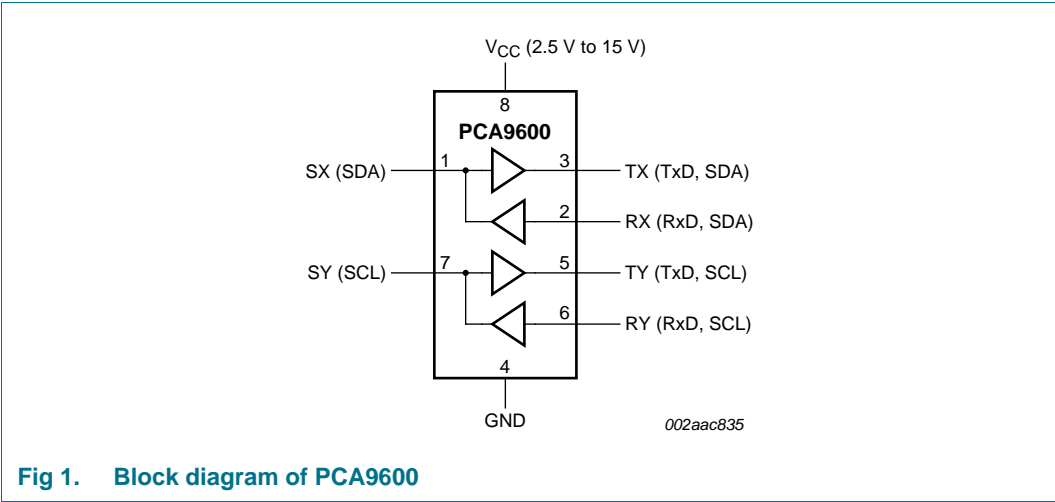 VCC (2.5 V to 15 V)
8
PCA9600
SX (SDA) 1 3 TX (TxD, SDA)
2 RX (RxD, SDA)
SY (SCL) 7 5 TY (TxD, SCL)
6 RY (RxD, SCL)
4
GND
002aac835
Fig 1. Block diagram of PCA9600